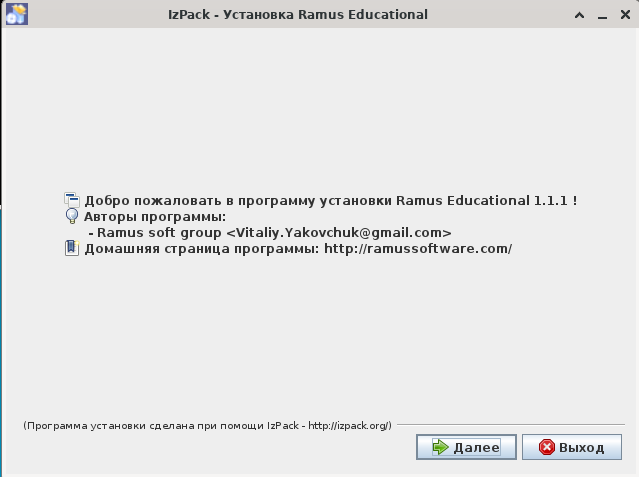 IzPack - Установка Ramus Educational
Добро пожаловать в программу установки Ramus Educational 1.1.1 !
Авторы программы:
- Ramus soft group <Vitaliy.Yakovchuk@gmail.com>
Домашняя страница программы: http://ramussoftware.com/
(Программа установки сделана при помощи IzPack - http://izpack.org/)
Далее
Выход